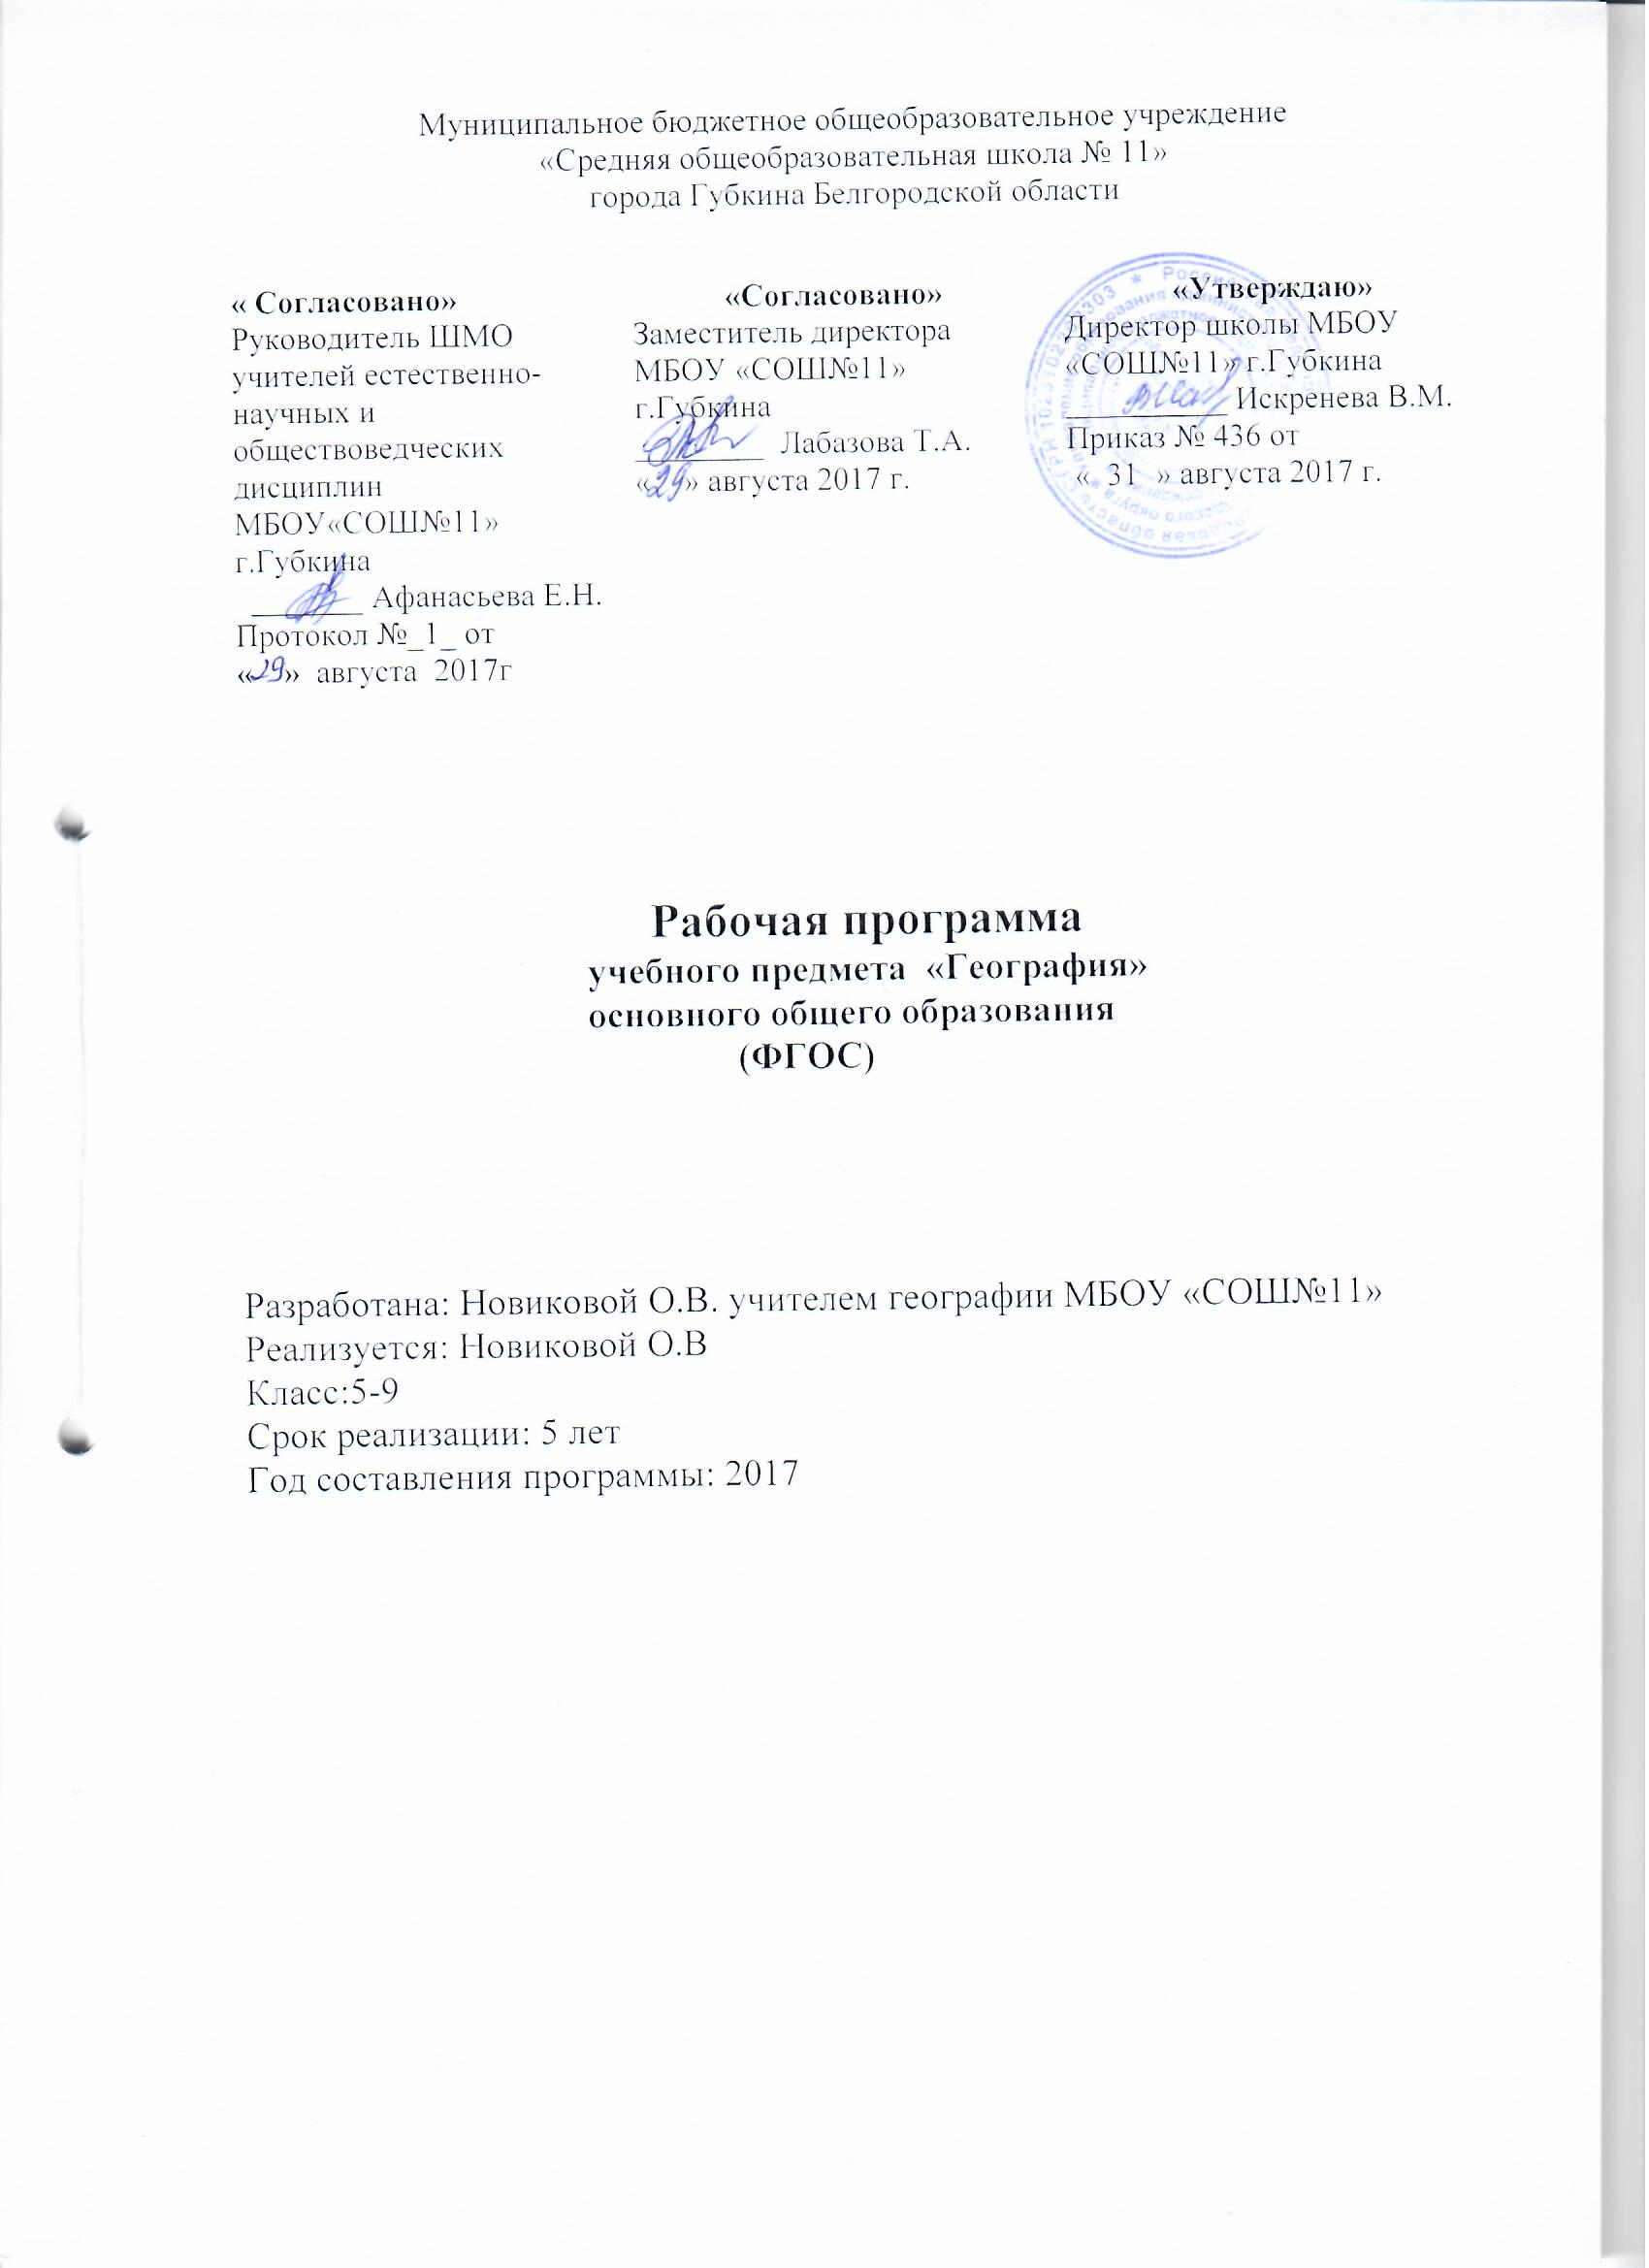 Муниципальное бюджетное общеобразовательное учреждение
«Средняя общеобразовательная школа № 11»
города Губкина Белгородской области
« Согласовано»
Руководитель ШМО
учителей естественно-
научных и
обществоведческих
дисциплин
МБОУ«СОШ№11»
г.Губкина
________ Афанасьева Е.Н.
Протокол №_1_ от
«29» августа 2017г
«Согласовано»
Заместитель директора
МБОУ «СОШ№11»
г.Губкина
________ Лабазова Т.А.
«29» августа 2017 г.
«Утверждаю»
Директор школы МБОУ
«СОШ№11» г.Губкина
__________ Искренева В.М.
Приказ № 436 от
« 31 » августа 2017 г.
Рабочая программа
учебного предмета «География»
основного общего образования
(ФГОС)
Разработана: Новиковой О.В. учителем географии МБОУ «СОШ№11»
Реализуется: Новиковой О.В
Класс:5-9
Срок реализации: 5 лет
Год составления программы: 2017